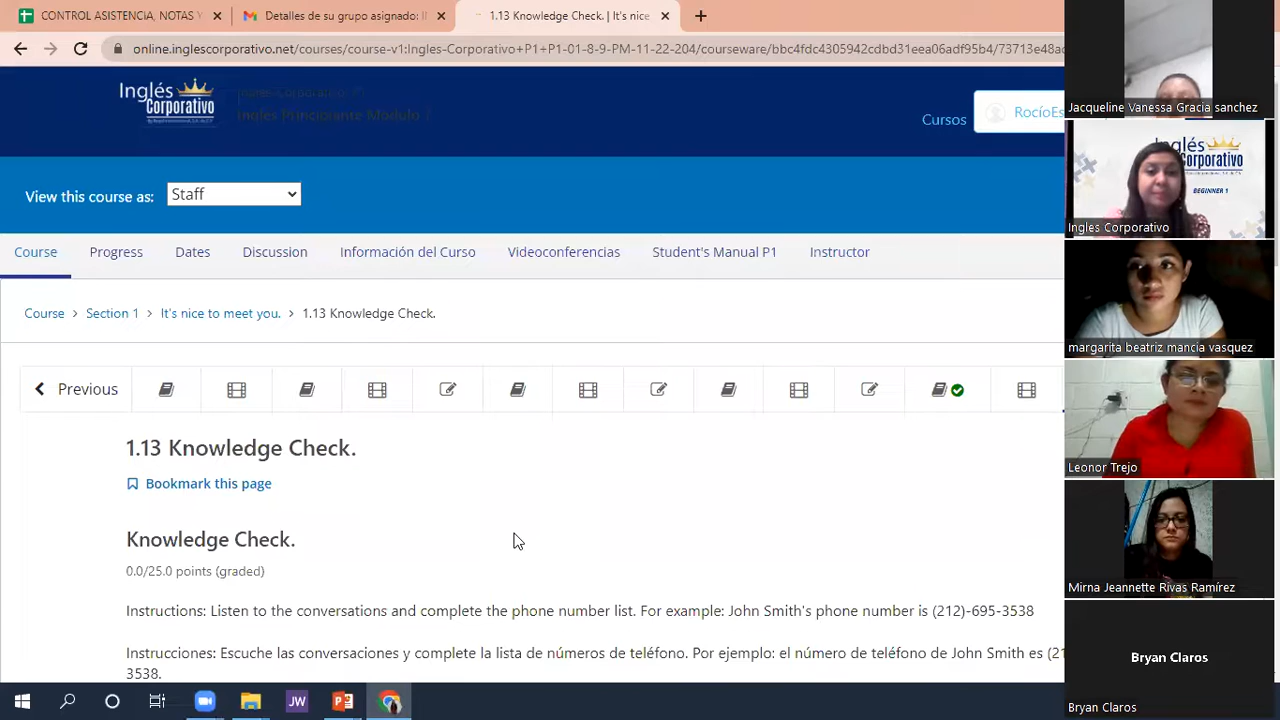 CONTROL ASISTENCiA, NOTAS Y
Detalles de su grupo asignado: I
1.13 Knowledge Check. | It's nice
online.inglescorporativo.net/courses/course-v1:Ingles-Corporativo+P1+P1-01-8-9-PM-11-22-204/courseware/bbc4fdc4305942cdbd31eea06adf95b4/73713e48ac
Inglés
Corporativo
Ingles Principiante Modulo
Cursos
RocíoEs
View this course as:
Staff
Course
Progress
Dates
Discussion
Información del Curso
Videoconferencias
Student's Manual P1
Instructor
Course > Section 1 > It's nice to meet you. > 1.13 Knowledge Check.
Previous
1.13 Knowledge Check.
Bookmark this page
Knowledge Check.
0.0/25.0 points (graded)
Instructions: Listen to the conversations and complete the phone number list. For example: John Smith's phone number is (212)-695-3538
Instrucciones: Escuche las conversaciones y complete la lista de números de teléfono. Por ejemplo: el número de teléfono de John Smith es (21
3538.
JW
Jacqueline Vanessa Gracia sanchez
Inglés
Corporativo
BEGINNER 1
Ingles Corporativo
margarita beatriz mancia vasquez
Leonor Trejo
Mirna Jeannette Rivas Ramírez
Bryan Claros
Bryan Claros